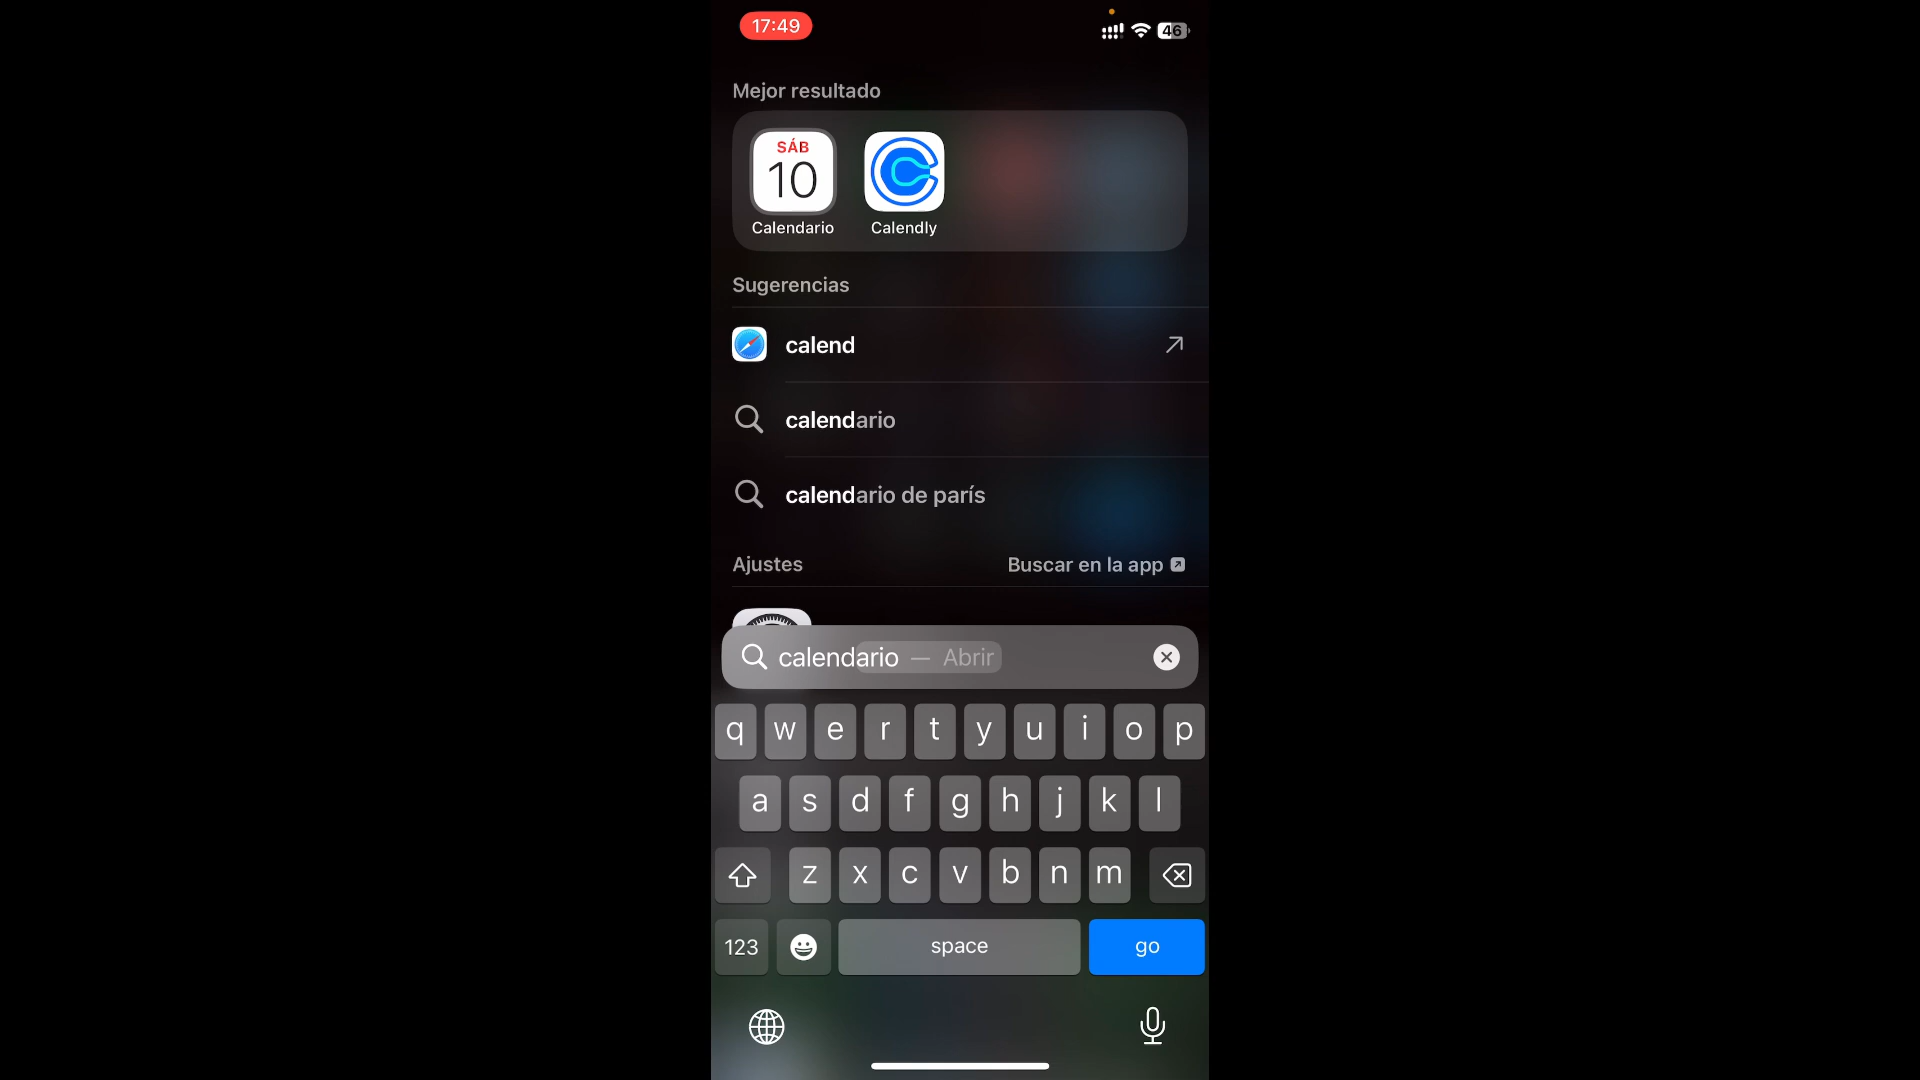 17:49
46
Mejor resultado
SÁB
10
Calendario
Calendly
Sugerencias
calend
calendario
calendario de parís
Ajustes
Buscar en la app
calendario — Abrir
q w e r t y u i o p
a s d f g h j k l
z x c v b n m
123
space
go